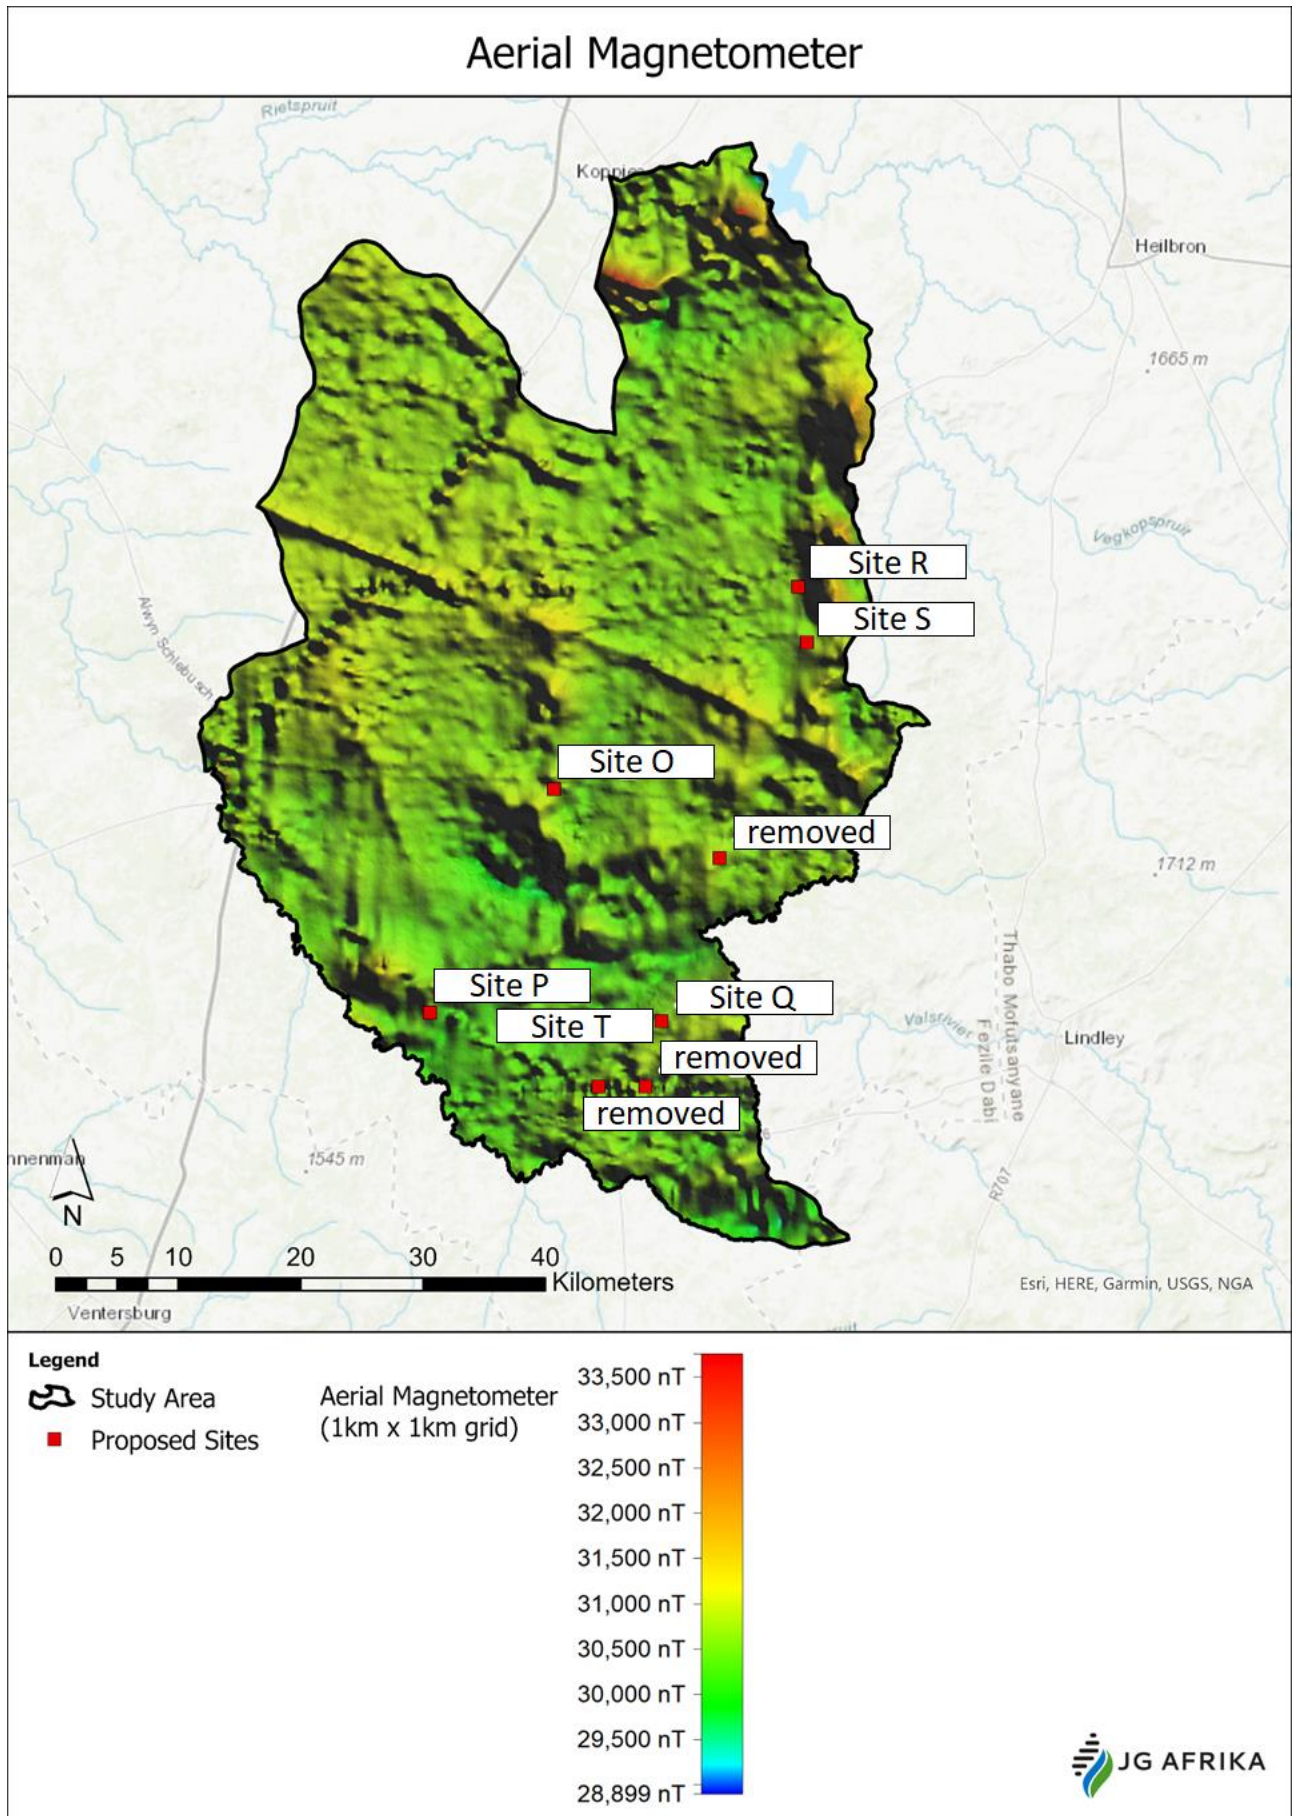 Aerial Magnetometer
Rietspruit
Koppies
Heilbron
1665 m
Vegkopspruit
Site R
Alwyn Schlebusch
Site S
Site O
removed
1712 m
Thabo Mofutsanyane
Fezile Dabi
Site P
Site Q
Site T
Valsrivier
Lindley
removed
removed
nnenman
1545 m
R707
N
0 5 10 20 30 40
Kilometers
Esri, HERE, Garmin, USGS, NGA
Ventersburg
Legend
Study Area
Proposed Sites
Aerial Magnetometer
(1km x 1km grid)
33,500 nT
33,000 nT
32,500 nT
32,000 nT
31,500 nT
31,000 nT
30,500 nT
30,000 nT
29,500 nT
28,899 nT
JG AFRIKA